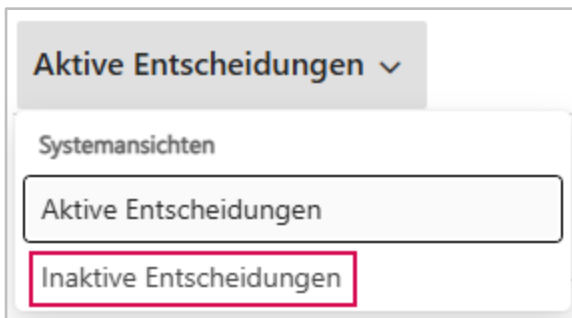 Aktive Entscheidungen
Systemansichten
Aktive Entscheidungen
Inaktive Entscheidungen